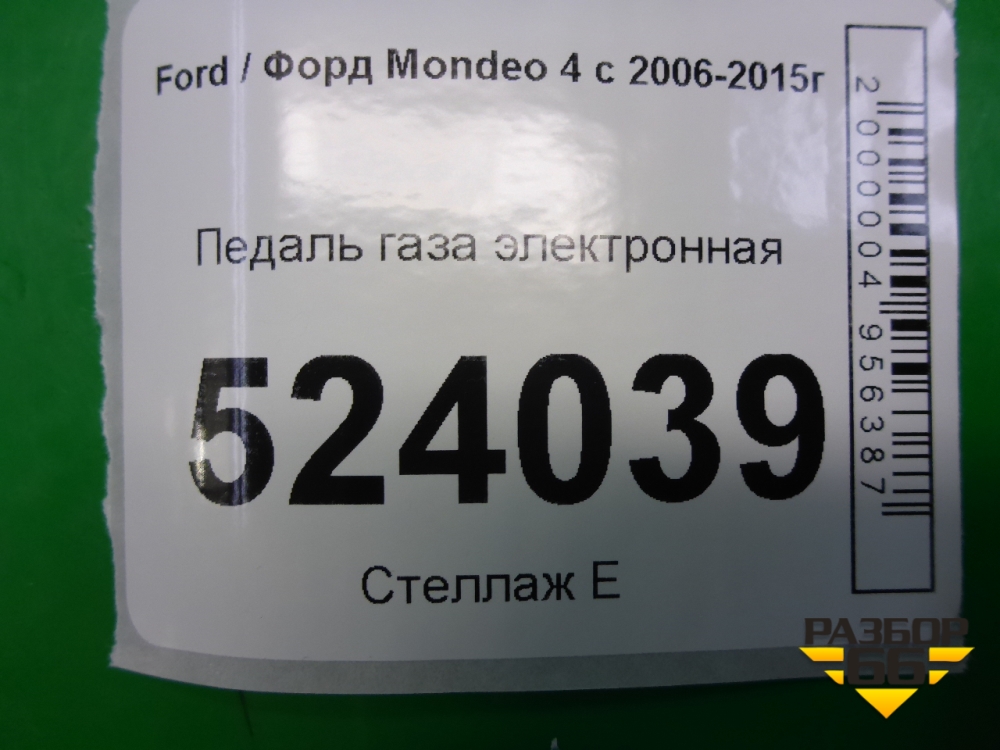 Ford / Форд Mondeo 4 с 2006-2015г
Педаль газа электронная
524039
Стеллаж Е
2000004956387
РАЗБОР
66